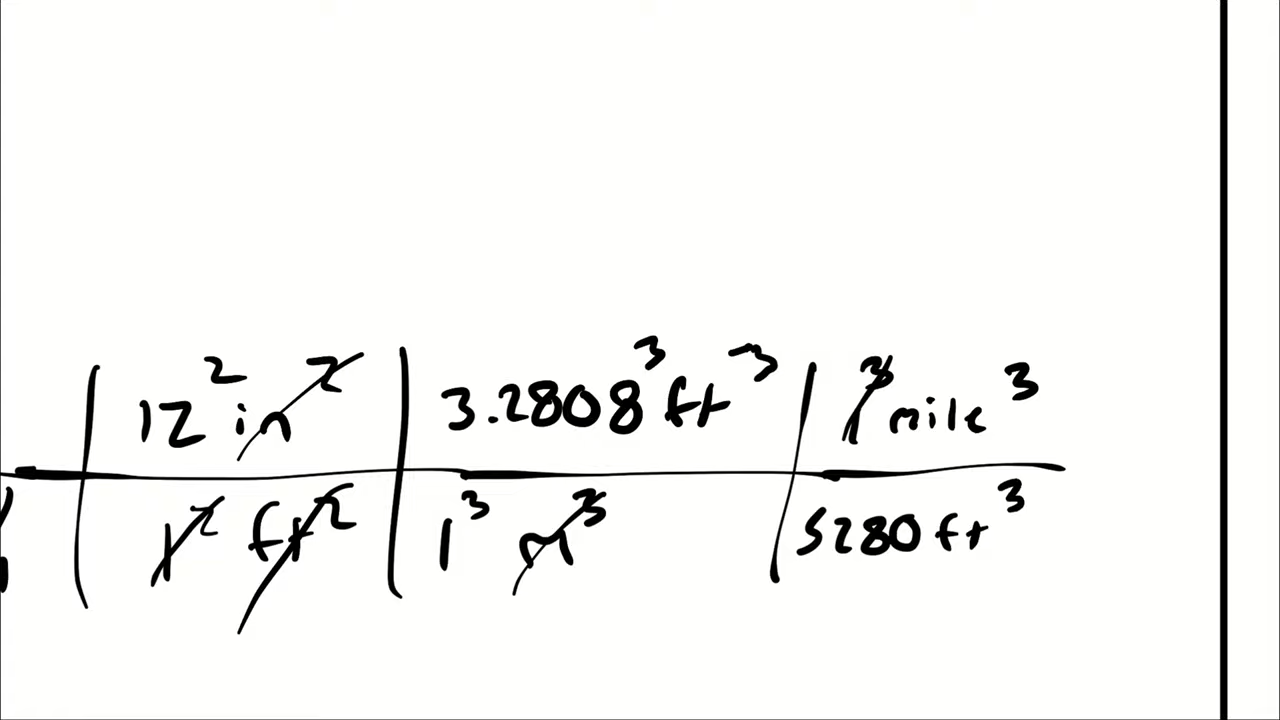 12² in² | 3.2808³ ft³ | 1³ mile³
1² ft² | 1³ m³ | 5280 ft³